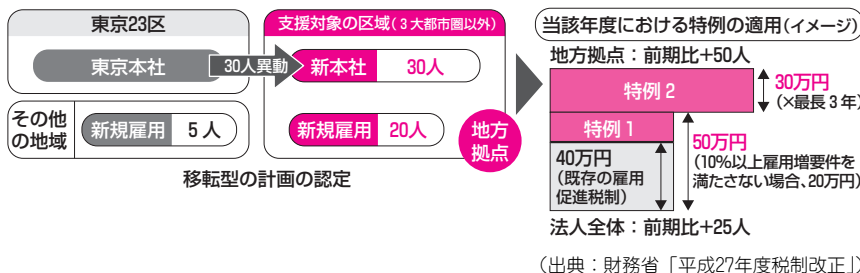 東京23区
東京本社
30人異動
その他の地域
新規雇用 5人
支援対象の区域(3大都市圏以外)
新本社 30人
新規雇用 20人
地方拠点
移転型の計画の認定
当該年度における特例の適用(イメージ)
地方拠点：前期比+50人
特例2
30万円
(×最長3年)
特例1
40万円
(既存の雇用
促進税制)
50万円
(10%以上雇用増要件を
満たさない場合、20万円)
法人全体：前期比+25人
(出典：財務省「平成27年度税制改正」)